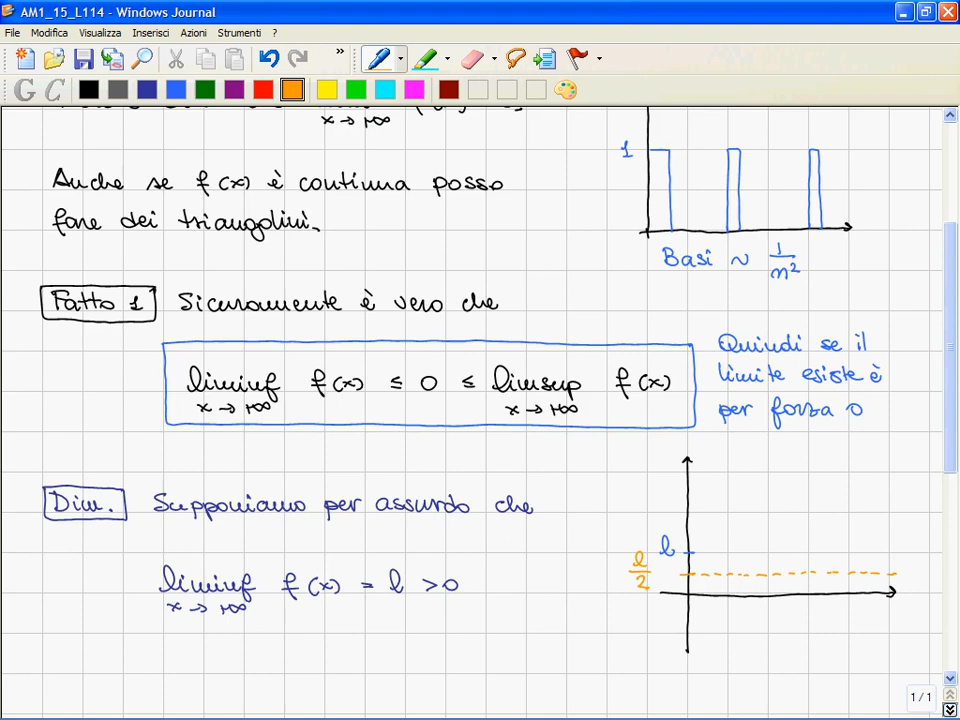 AM1_15_L114 - Windows Journal
File Modifica Visualizza Inserisci Azioni Strumenti ?
G C
x → +∞
1
Anche se f(x) è continua posso
fare dei triangolini.
Basi ~ 1/m²
Fatto 1 Sicuramente è vero che
liminf f(x) ≤ 0 ≤ limsup f(x)
x → +∞ x → +∞
Quindi se il
limite esiste è
per forza 0
Dim. Supponiamo per assurdo che
liminf f(x) = l > 0
x → +∞
l
l/2
1 / 1